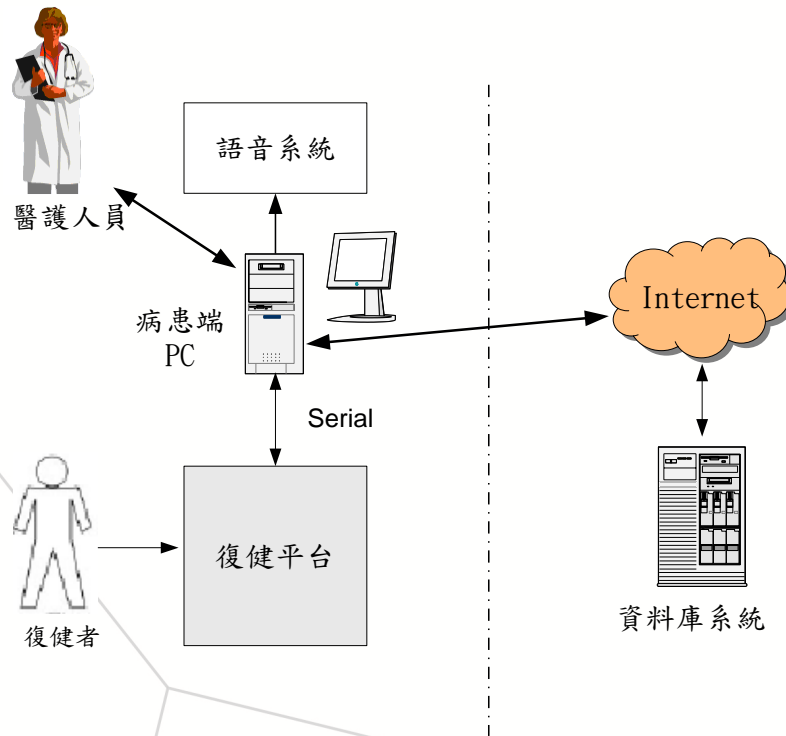 語音系統
醫護人員
病患端
PC
Internet
Serial
復健平台
復健者
資料庫系統